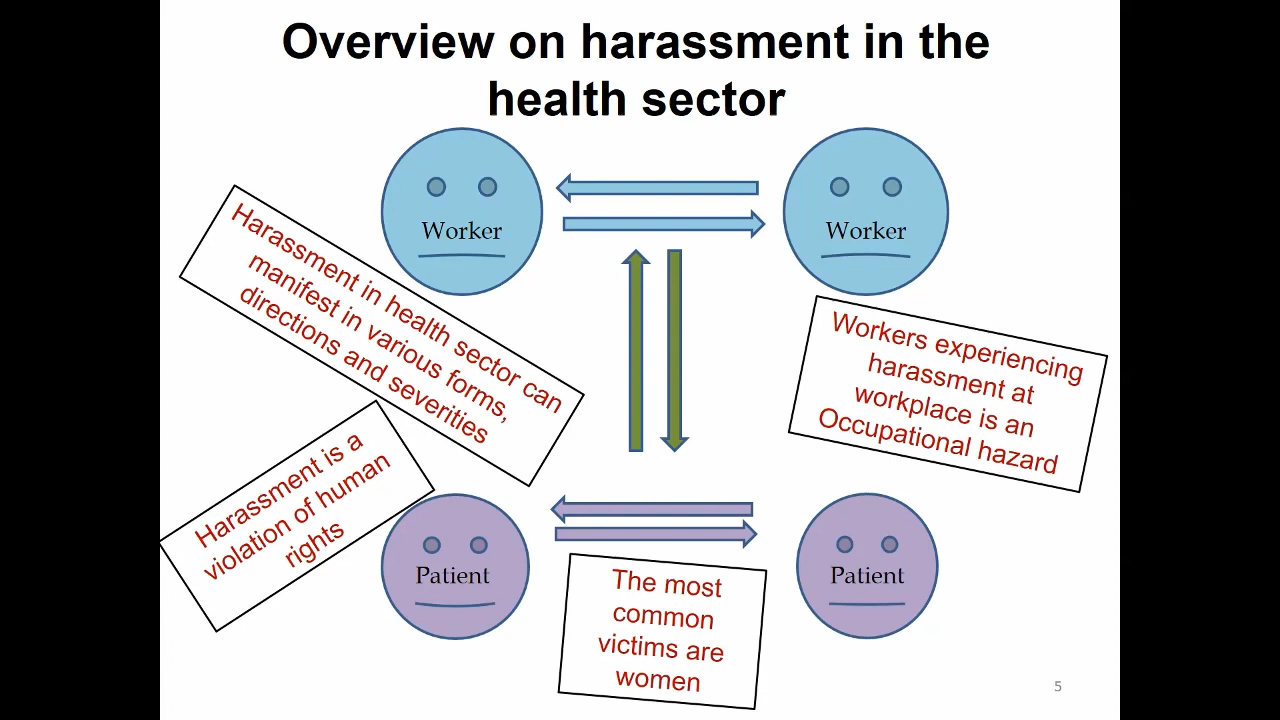 Overview on harassment in the
health sector
Worker
Worker
Harassment in health sector can
manifest in various forms,
directions and severities
Workers experiencing
harassment at
workplace is an
Occupational hazard
Harassment is a
violation of human
rights
Patient
Patient
The most
common
victims are
women
5